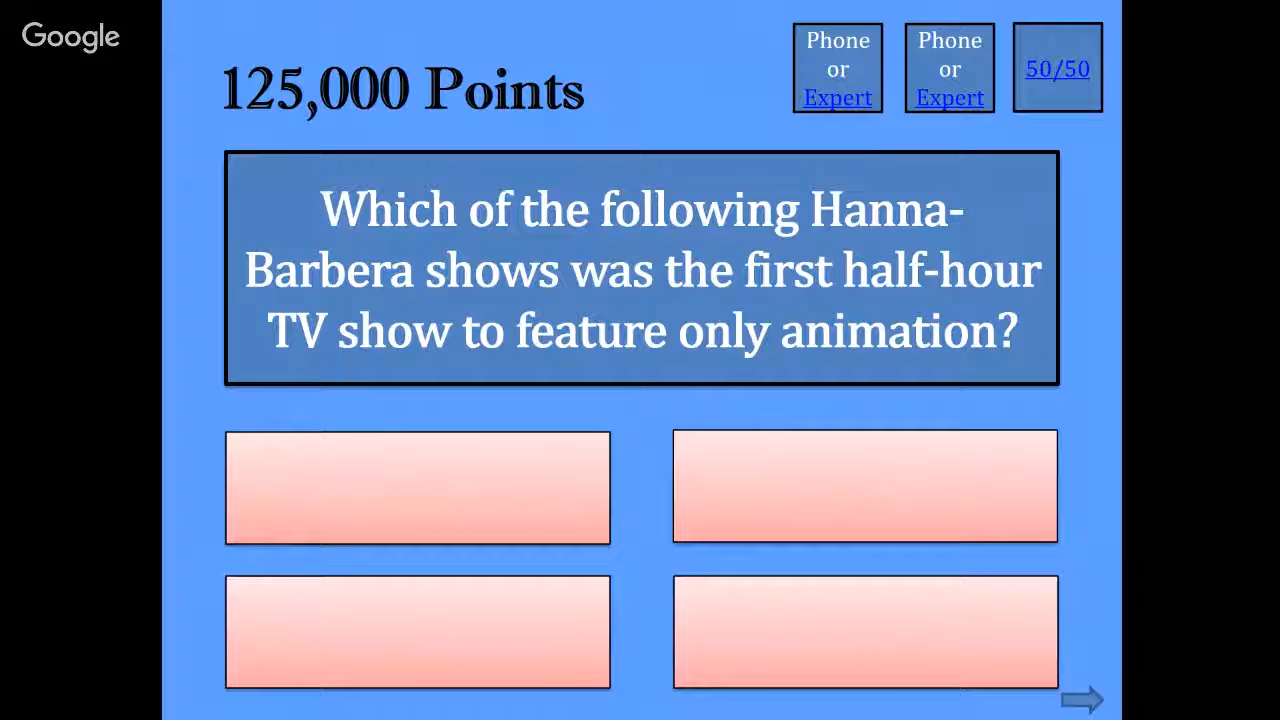 Google
125,000 Points
Phone
or
Expert
Phone
or
Expert
50/50
Which of the following Hanna-
Barbera shows was the first half-hour
TV show to feature only animation?